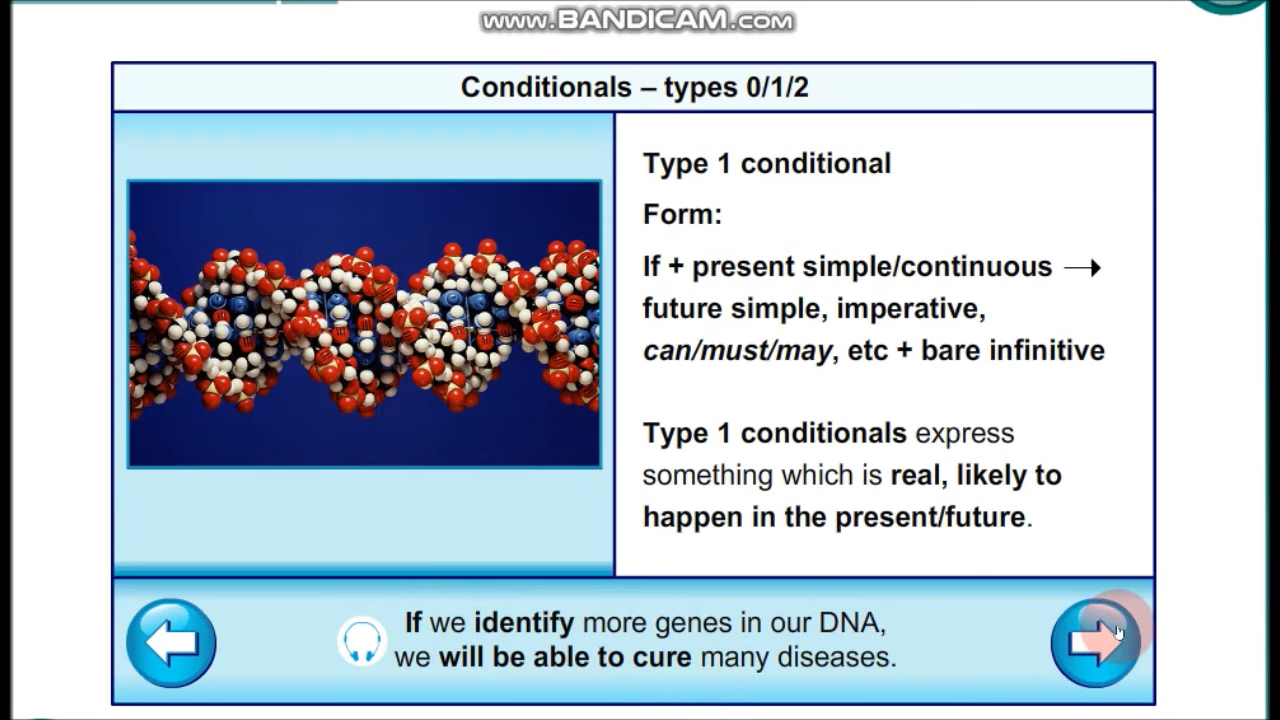 www.BANDICAM.com
Conditionals – types 0/1/2
Type 1 conditional
Form:
If + present simple/continuous →
future simple, imperative,
can/must/may, etc + bare infinitive
Type 1 conditionals express
something which is real, likely to
happen in the present/future.
If we identify more genes in our DNA,
we will be able to cure many diseases.